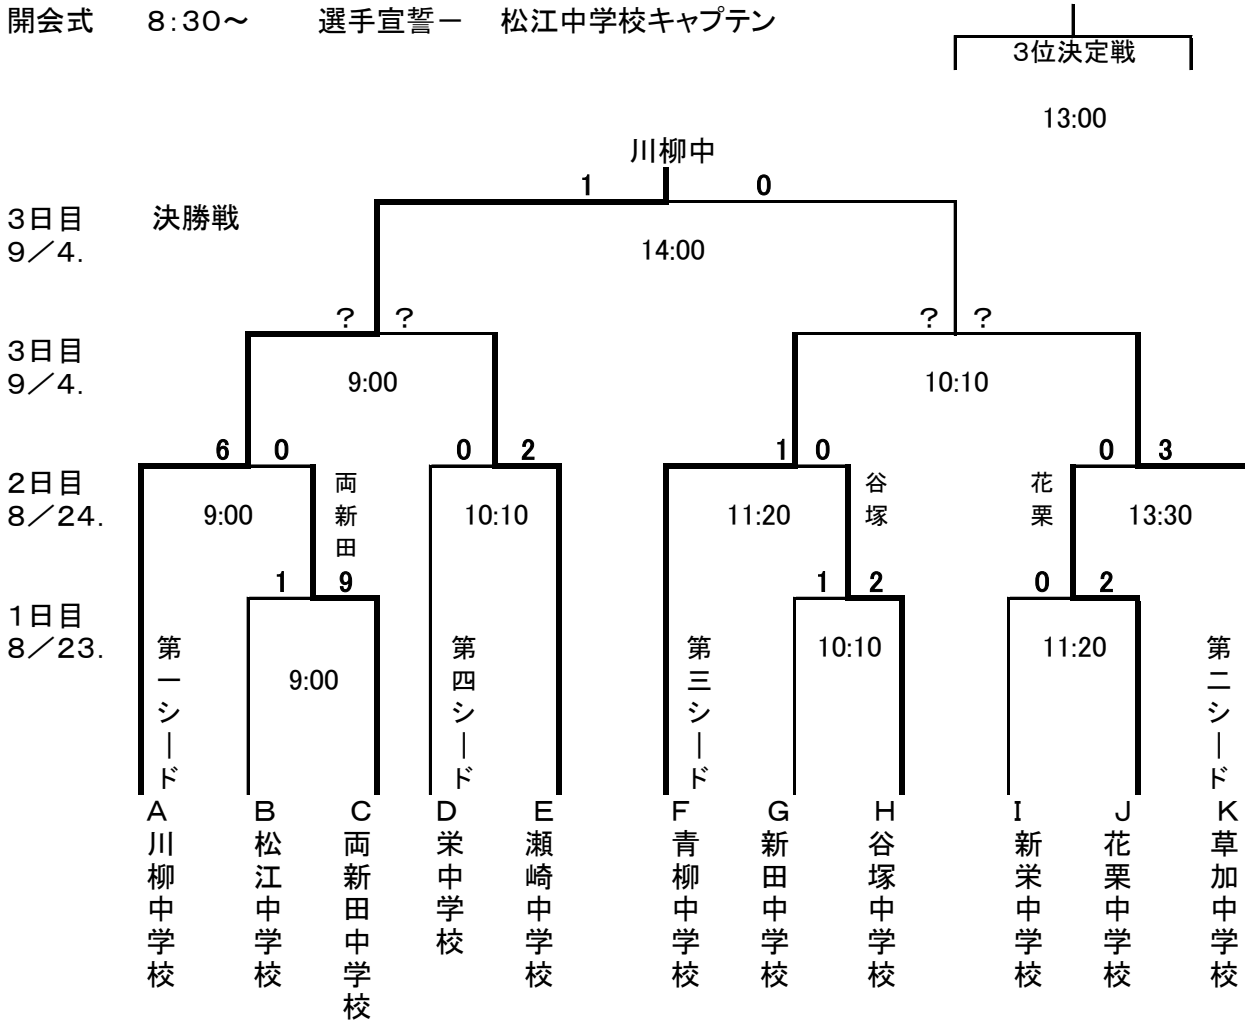 開会式 8:30～ 選手宣誓－ 松江中学校キャプテン
3位決定戦
13:00
川柳中
1 0
3日目 決勝戦
9／4.
14:00
? ? ? ?
3日目
9／4.
9:00 10:10
6 0 0 2 1 0 0 3
2日目
8／24.
9:00 10:10 11:20 13:30
両新田
谷塚
花栗
1 9 1 2 0 2
1日目
8／23.
9:00 10:10 11:20
第一シード
第四シード
第三シード
第二シード
A 川柳中学校
B 松江中学校
C 両新田中学校
D 栄中学校
E 瀬崎中学校
F 青柳中学校
G 新田中学校
H 谷塚中学校
I 新栄中学校
J 花栗中学校
K 草加中学校